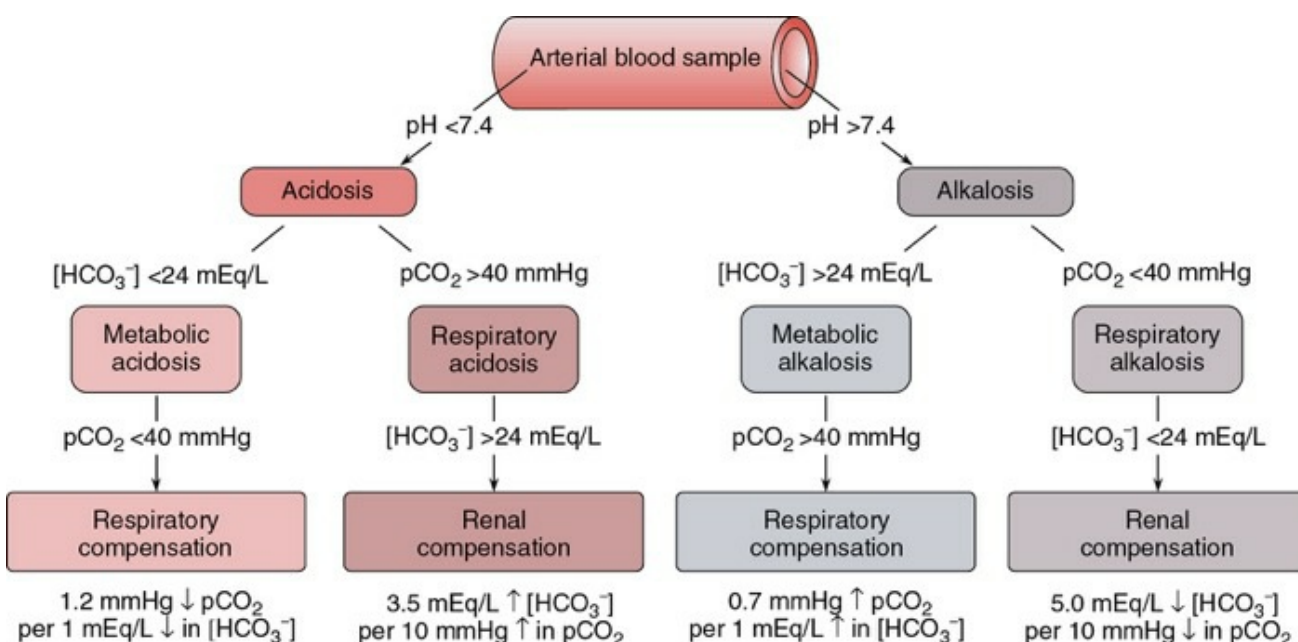 Arterial blood sample
pH <7.4
pH >7.4
Acidosis
Alkalosis
[HCO₃⁻] <24 mEq/L
pCO₂ >40 mmHg
[HCO₃⁻] >24 mEq/L
pCO₂ <40 mmHg
Metabolic
acidosis
Respiratory
acidosis
Metabolic
alkalosis
Respiratory
alkalosis
pCO₂ <40 mmHg
[HCO₃⁻] >24 mEq/L
pCO₂ >40 mmHg
[HCO₃⁻] <24 mEq/L
Respiratory
compensation
Renal
compensation
Respiratory
compensation
Renal
compensation
1.2 mmHg ↓ pCO₂
per 1 mEq/L ↓ in [HCO₃⁻]
3.5 mEq/L ↑ [HCO₃⁻]
per 10 mmHg ↑ in pCO₂
0.7 mmHg ↑ pCO₂
per 1 mEq/L ↑ in [HCO₃⁻]
5.0 mEq/L ↓ [HCO₃⁻]
per 10 mmHg ↓ in pCO₂